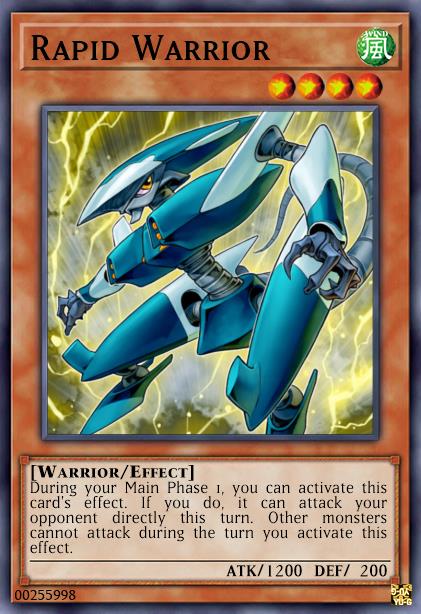 RAPID WARRIOR
WIND
風
[WARRIOR/EFFECT]
During your Main Phase 1, you can activate this
card's effect. If you do, it can attack your
opponent directly this turn. Other monsters
cannot attack during the turn you activate this
effect.
ATK/1200 DEF/ 200
00255998